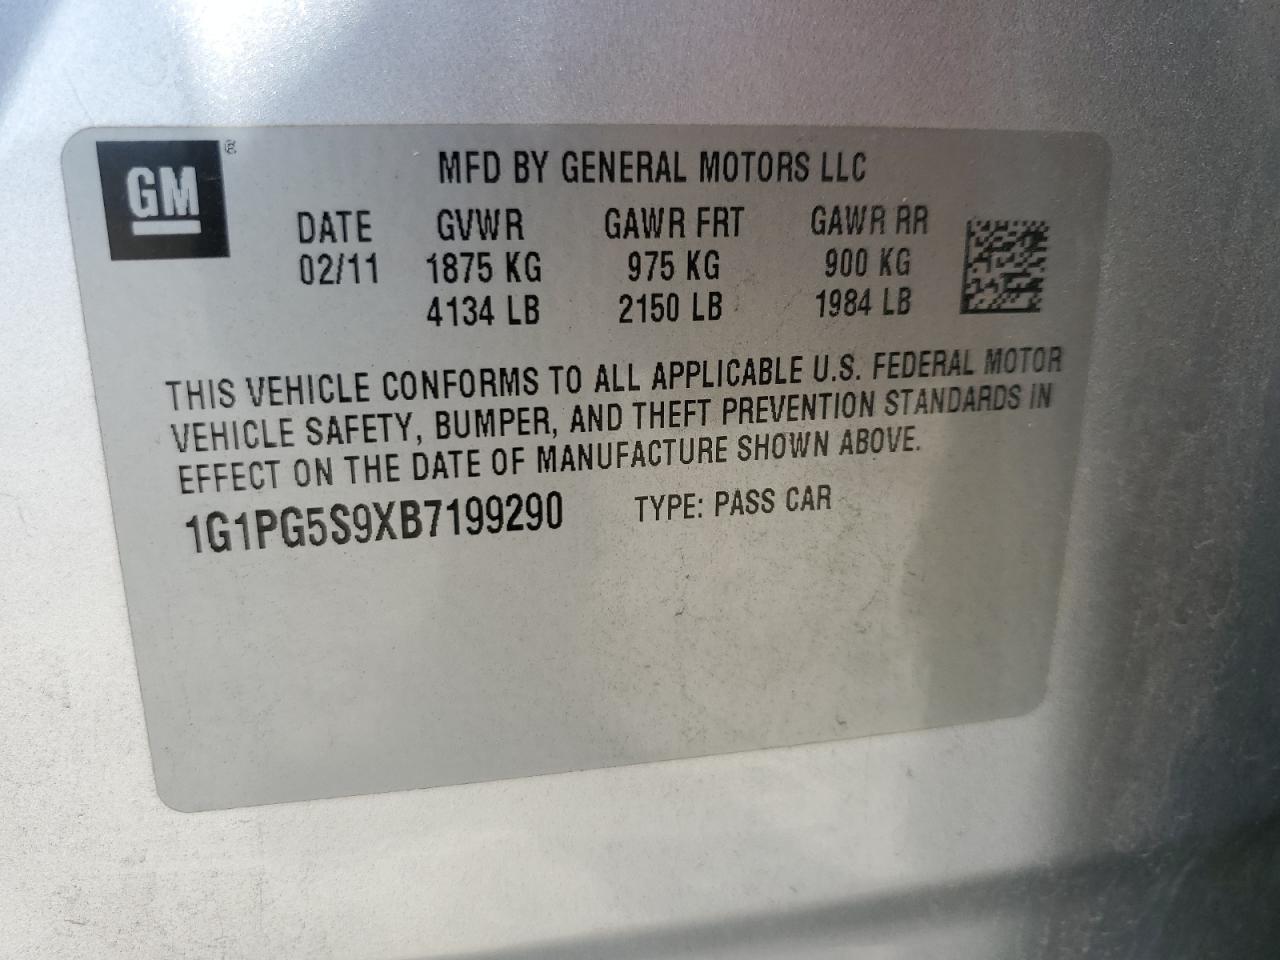 GM ®
MFD BY GENERAL MOTORS LLC
DATE GVWR GAWR FRT GAWR RR
02/11 1875 KG 975 KG 900 KG
4134 LB 2150 LB 1984 LB
THIS VEHICLE CONFORMS TO ALL APPLICABLE U.S. FEDERAL MOTOR
VEHICLE SAFETY, BUMPER, AND THEFT PREVENTION STANDARDS IN
EFFECT ON THE DATE OF MANUFACTURE SHOWN ABOVE.
1G1PG5S9XB7199290 TYPE: PASS CAR